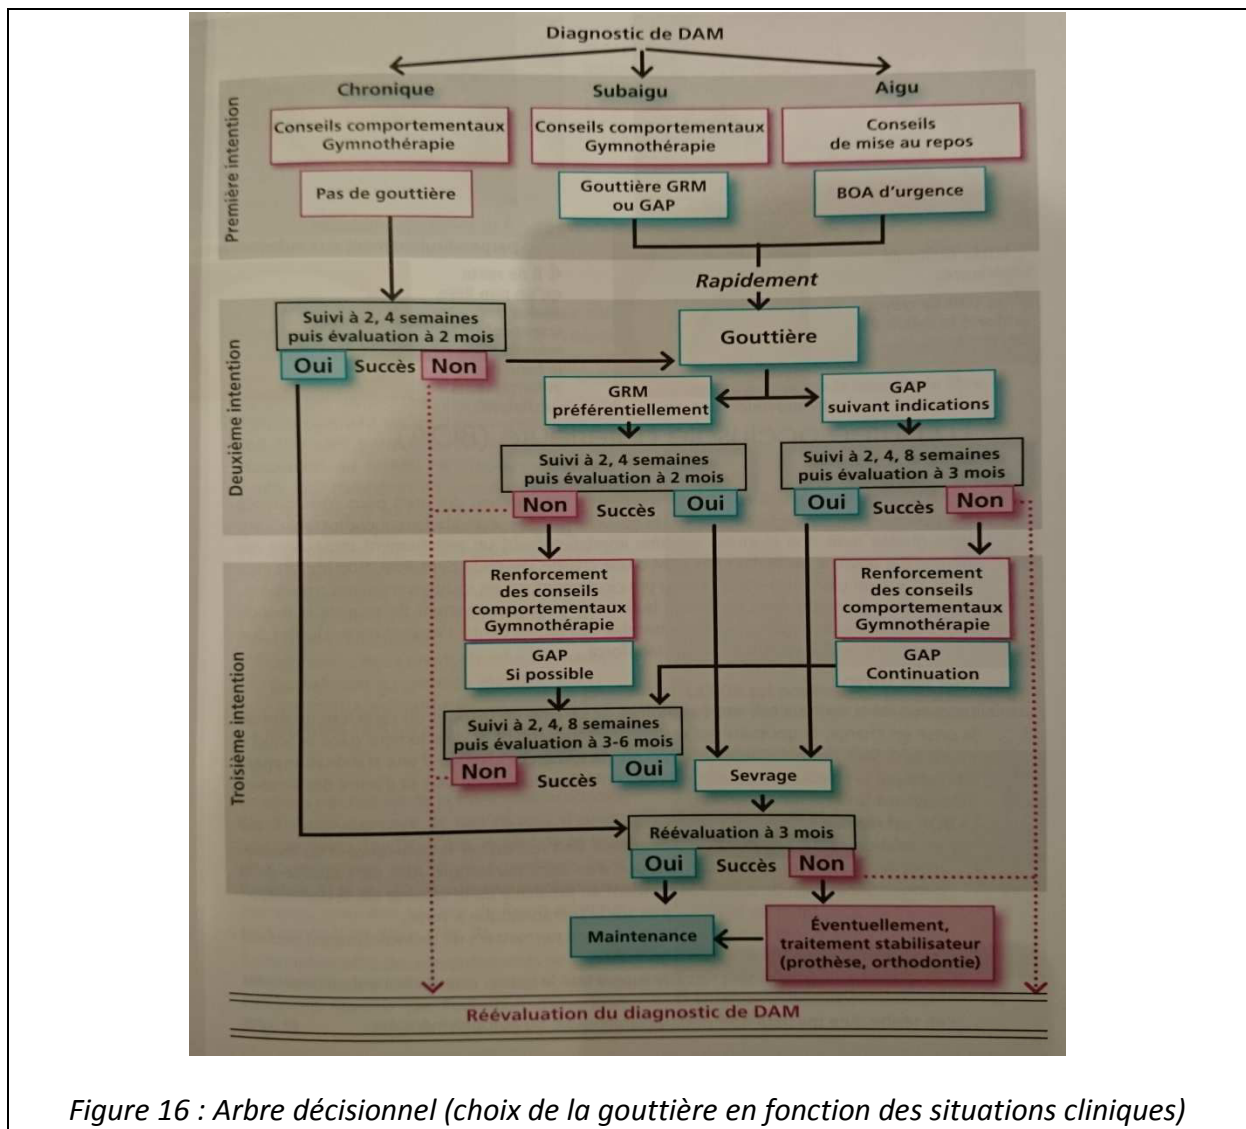 Diagnostic de DAM
Chronique
Subaigu
Aigu
Première intention
Conseils comportementaux
Gymnothérapie
Conseils comportementaux
Gymnothérapie
Conseils
de mise au repos
Pas de gouttière
Gouttière GRM
ou GAP
BOA d'urgence
Rapidement
Deuxième intention
Suivi à 2, 4 semaines
puis évaluation à 2 mois
Oui Succès Non
Gouttière
GRM
préférentiellement
GAP
suivant indications
Suivi à 2, 4 semaines
puis évaluation à 2 mois
Non Succès Oui
Suivi à 2, 4, 8 semaines
puis évaluation à 3 mois
Oui Succès Non
Troisième intention
Renforcement
des conseils
comportementaux
Gymnothérapie
GAP
Si possible
Renforcement
des conseils
comportementaux
Gymnothérapie
GAP
Continuation
Suivi à 2, 4, 8 semaines
puis évaluation à 3-6 mois
Non Succès Oui
Sevrage
Réévaluation à 3 mois
Oui Succès Non
Maintenance
Éventuellement,
traitement stabilisateur
(prothèse, orthodontie)
Réévaluation du diagnostic de DAM
Figure 16 : Arbre décisionnel (choix de la gouttière en fonction des situations cliniques)